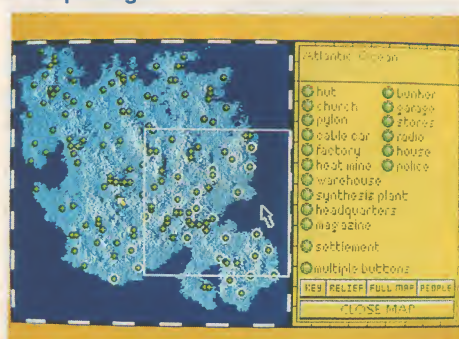 Atlantic Ocean
hut
bunker
church
garage
pylon
stores
cable car
radio
factory
house
heat mine
police
warehouse
synthesis plant
headquarters
magazine
settlement
multiple buttons
KEY RELIEF FULL MAP PEOPLE
CLOSE MAP